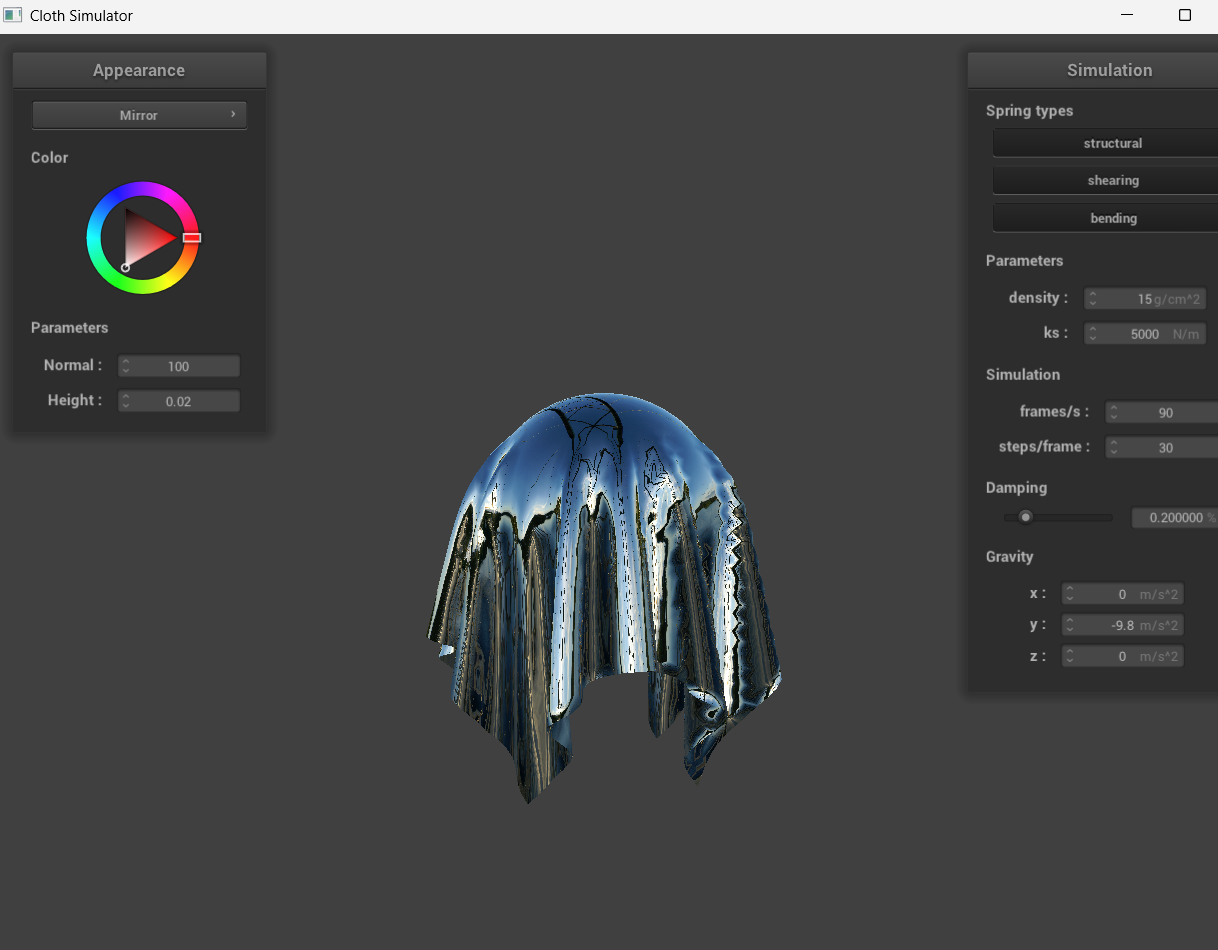 Cloth Simulator
Appearance
Mirror
Color
Parameters
Normal : 100
Height : 0.02
Simulation
Spring types
structural
shearing
bending
Parameters
density : 15 g/cm^2
ks : 5000 N/m
Simulation
frames/s : 90
steps/frame : 30
Damping
0.200000 %
Gravity
x : 0 m/s^2
y : -9.8 m/s^2
z : 0 m/s^2